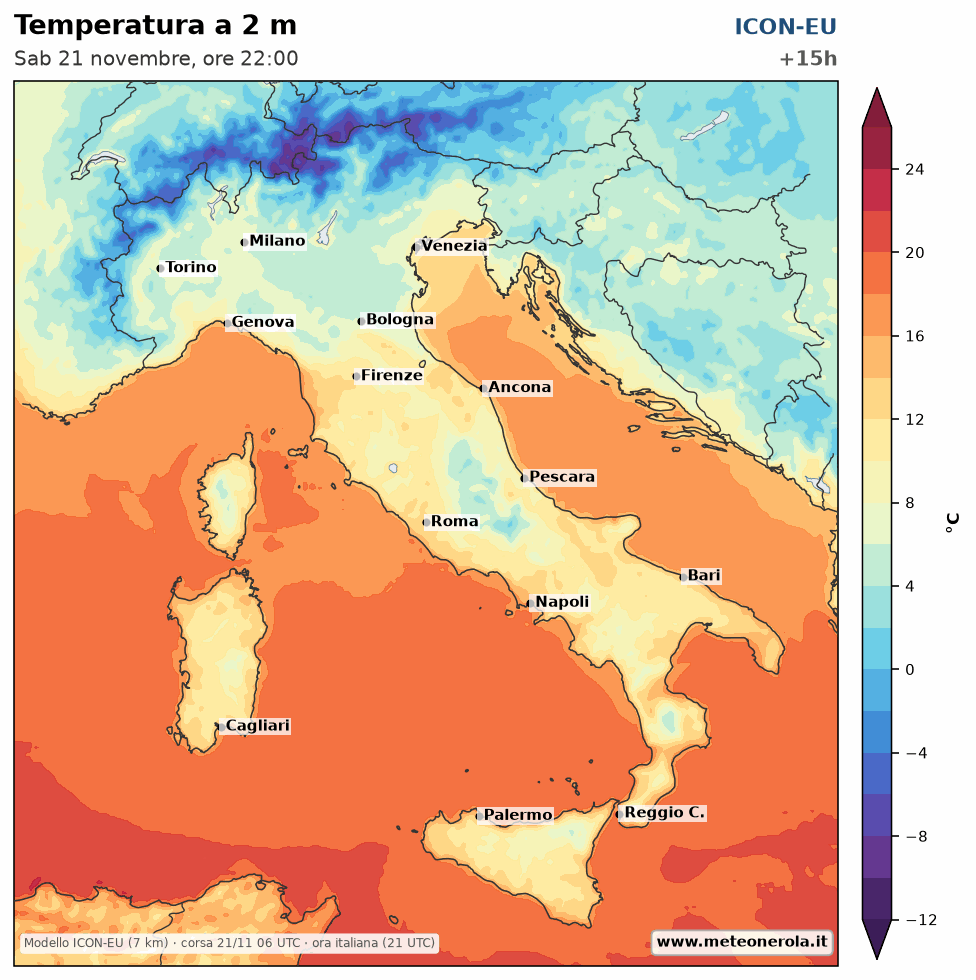 Temperatura a 2 m
ICON-EU
Sab 21 novembre, ore 22:00
+15h
Milano
Venezia
Torino
Genova
Bologna
Firenze
Ancona
Pescara
Roma
Bari
Napoli
Cagliari
Palermo
Reggio C.
24
20
16
12
8
4
0
−4
−8
−12
°C
Modello ICON-EU (7 km) · corsa 21/11 06 UTC · ora italiana (21 UTC)
www.meteonerola.it